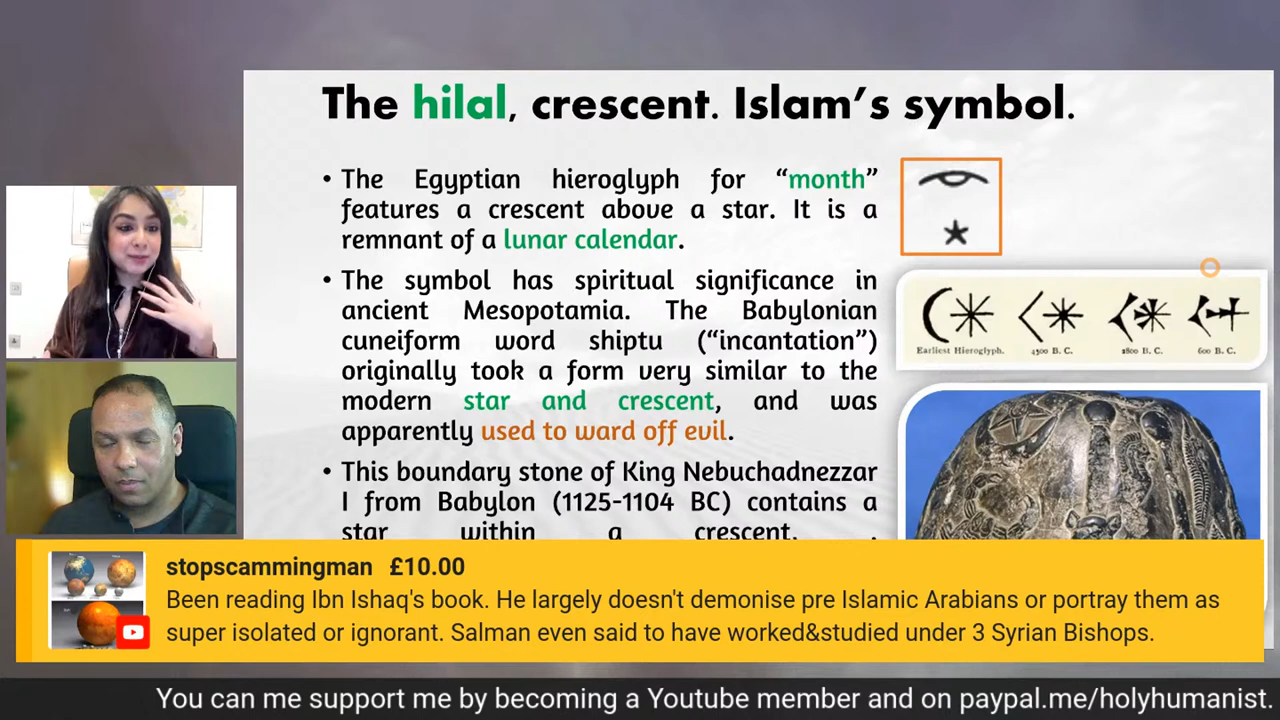 The hilal, crescent. Islam's symbol.
• The Egyptian hieroglyph for “month”
features a crescent above a star. It is a
remnant of a lunar calendar.
• The symbol has spiritual significance in
ancient Mesopotamia. The Babylonian
cuneiform word shiptu (“incantation”)
originally took a form very similar to the
modern star and crescent, and was
apparently used to ward off evil.
• This boundary stone of King Nebuchadnezzar
I from Babylon (1125-1104 BC) contains a
star within a crescent. .
Earliest Hieroglyph. 4500 B. C. 2800 B. C. 600 B. C.
stopscammingman £10.00
Been reading Ibn Ishaq's book. He largely doesn't demonise pre Islamic Arabians or portray them as
super isolated or ignorant. Salman even said to have worked&studied under 3 Syrian Bishops.
You can me support me by becoming a Youtube member and on paypal.me/holyhumanist.